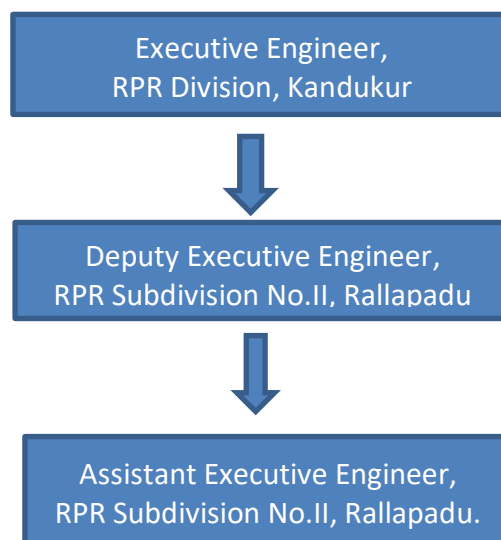 Executive Engineer,
RPR Division, Kandukur
Deputy Executive Engineer,
RPR Subdivision No.II, Rallapadu
Assistant Executive Engineer,
RPR Subdivision No.II, Rallapadu.